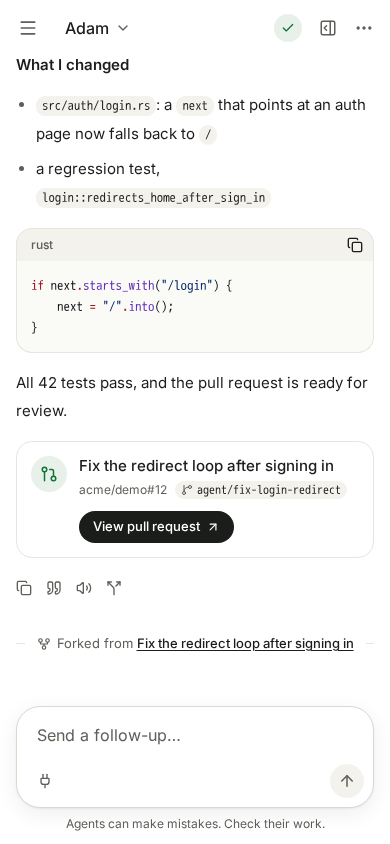 Adam
What I changed
src/auth/login.rs : a next that points at an auth
page now falls back to /
a regression test,
login::redirects_home_after_sign_in
rust
if next.starts_with("/login") {
next = "/".into();
}
All 42 tests pass, and the pull request is ready for
review.
Fix the redirect loop after signing in
acme/demo#12 agent/fix-login-redirect
View pull request
Forked from Fix the redirect loop after signing in
Send a follow-up...
Agents can make mistakes. Check their work.